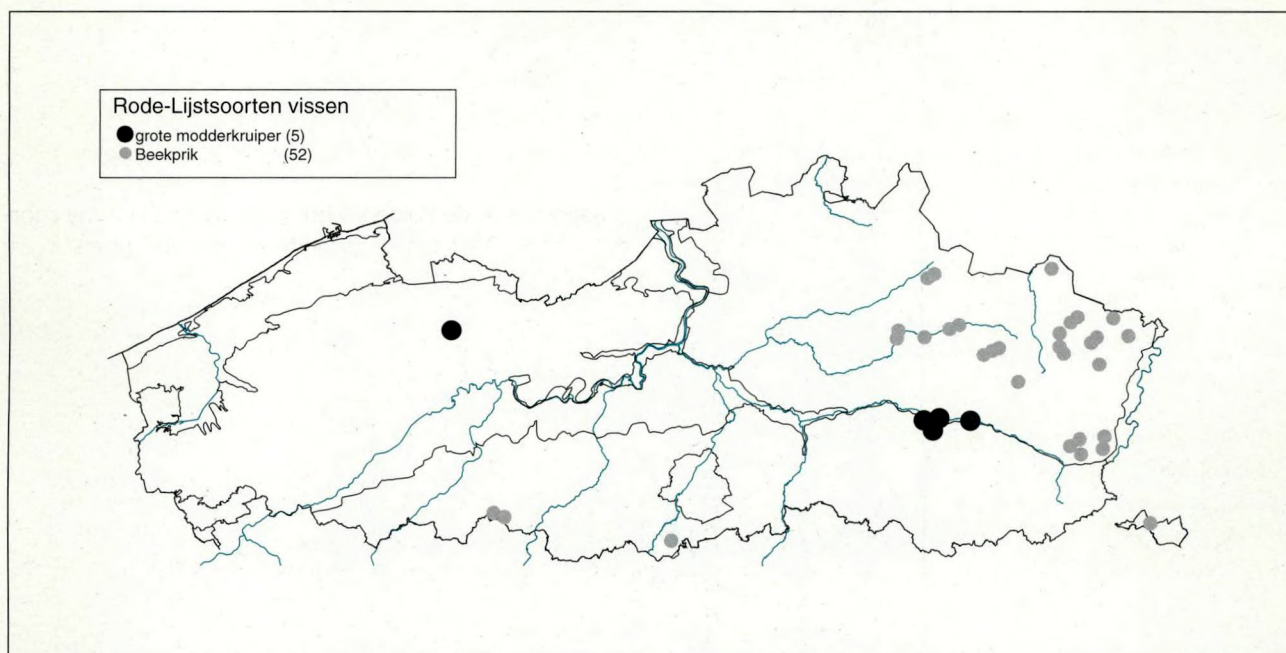 Rode-Lijstsoorten vissen
grote modderkruiper (5)
Beekprik (52)